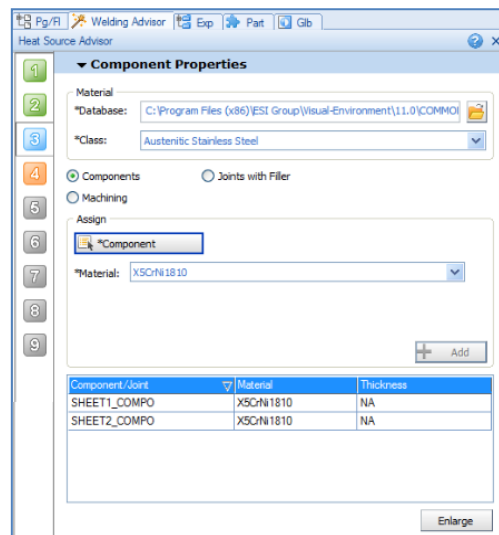 Pg/Fl Welding Advisor Exp Part Glb
Heat Source Advisor
Component Properties
1
2
3
4
5
6
7
8
9
Material
*Database: C:\Program Files (x86)\ESI Group\Visual-Environment\11.0\COMMO
*Class: Austenitic Stainless Steel
Components Joints with Filler
Machining
Assign
*Component
*Material: X5CrNi1810
Add
Component/Joint Material Thickness
SHEET1_COMPO X5CrNi1810 NA
SHEET2_COMPO X5CrNi1810 NA
Enlarge